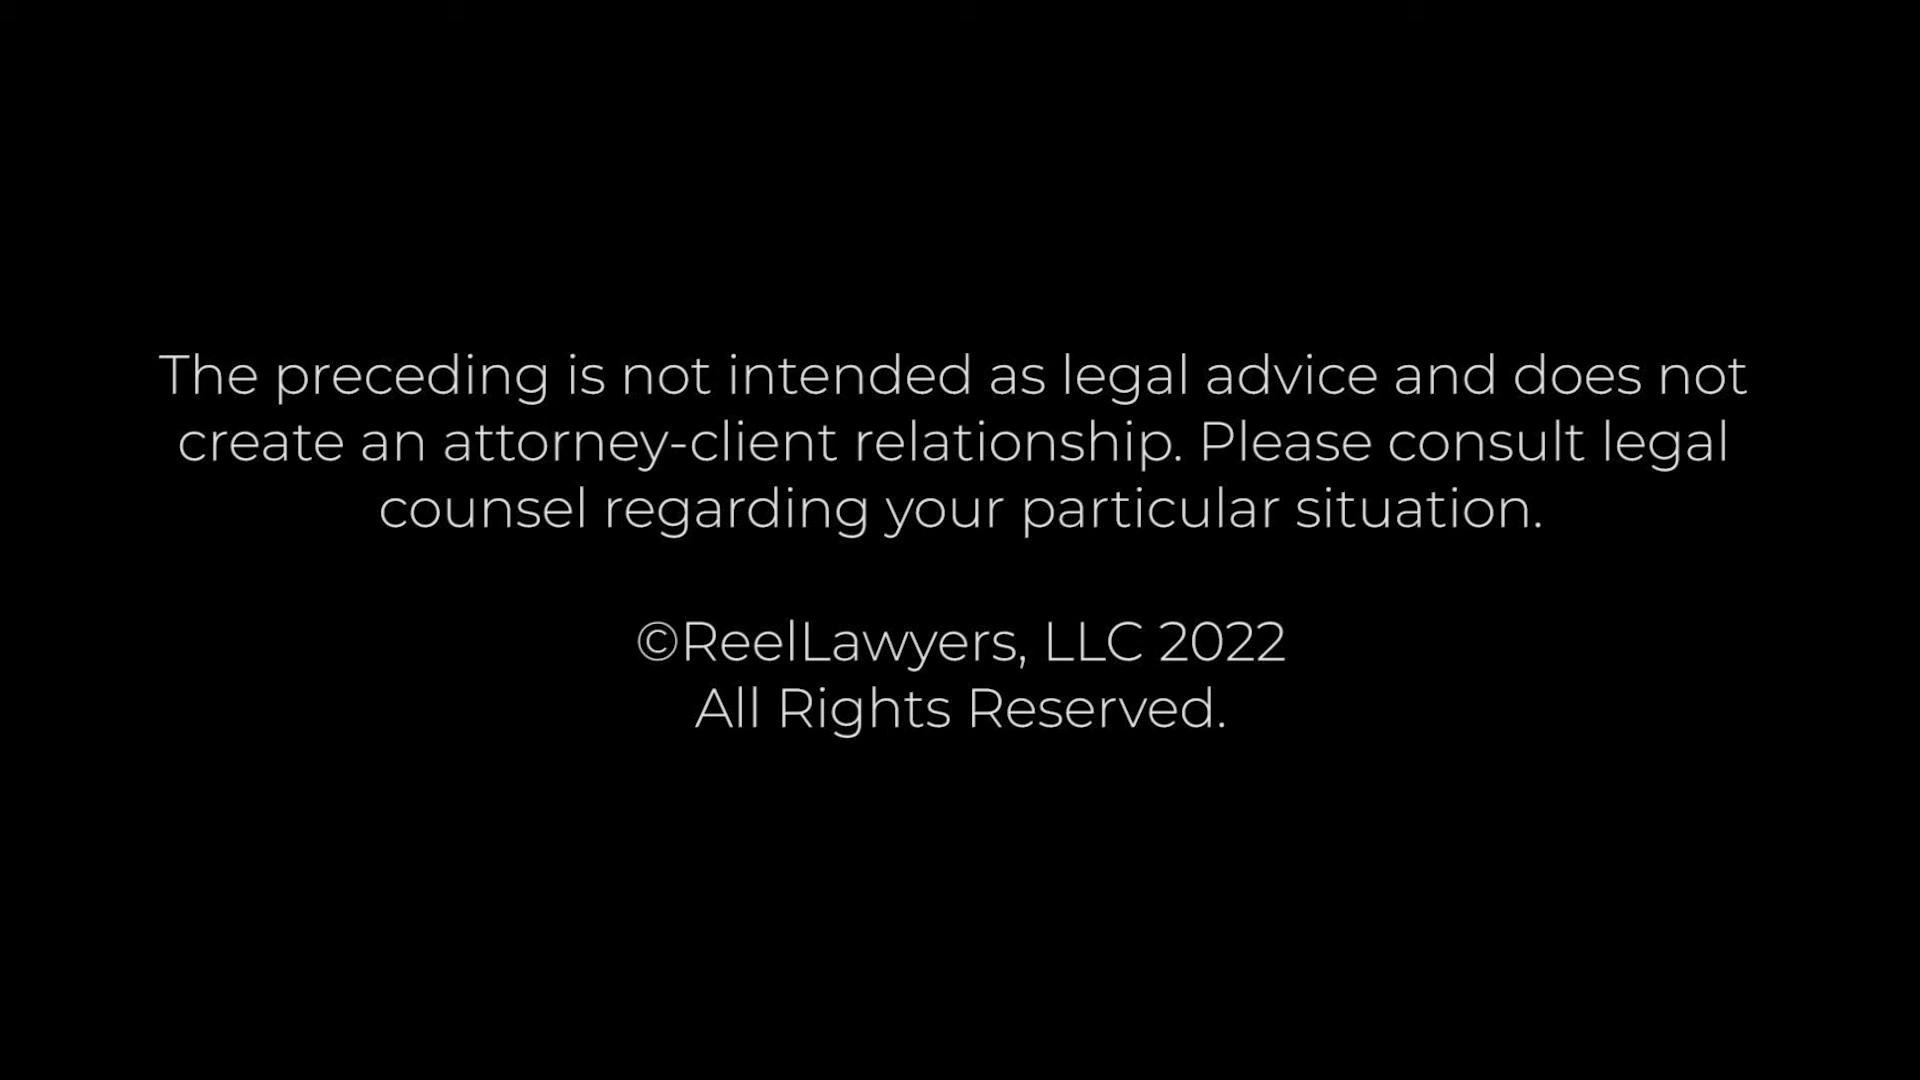 The preceding is not intended as legal advice and does not
create an attorney-client relationship. Please consult legal
counsel regarding your particular situation.
©ReelLawyers, LLC 2022
All Rights Reserved.